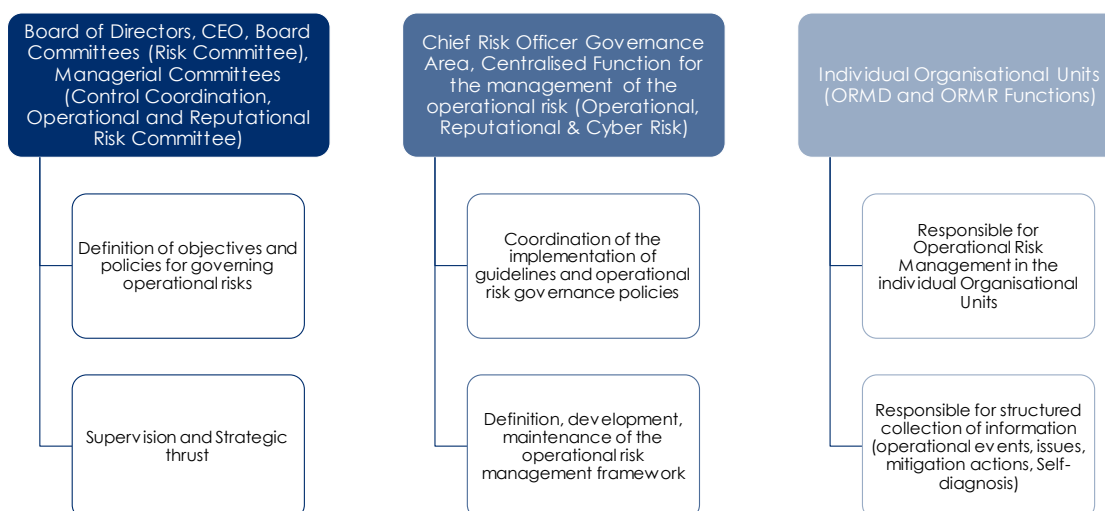 Board of Directors, CEO, Board
Committees (Risk Committee),
Managerial Committees
(Control Coordination,
Operational and Reputational
Risk Committee)
Definition of objectives and
policies for governing
operational risks
Supervision and Strategic
thrust
Chief Risk Officer Governance
Area, Centralised Function for
the management of the
operational risk (Operational,
Reputational & Cyber Risk)
Coordination of the
implementation of
guidelines and operational
risk governance policies
Definition, development,
maintenance of the
operational risk
management framework
Individual Organisational Units
(ORMD and ORMR Functions)
Responsible for
Operational Risk
Management in the
individual Organisational
Units
Responsible for structured
collection of information
(operational events, issues,
mitigation actions, Self-
diagnosis)